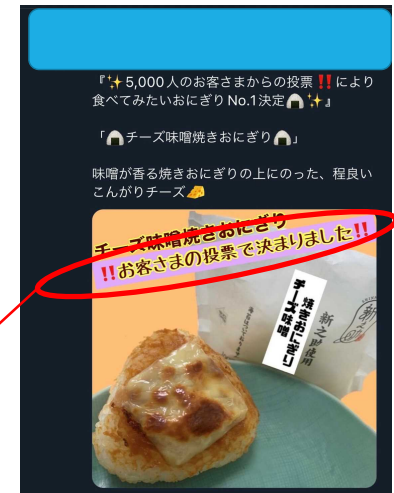 『✨5,000人のお客さまからの投票‼️により
食べてみたいおにぎりNo.1決定🍙✨』
「🍙チーズ味噌焼きおにぎり🍙」
味噌が香る焼きおにぎりの上にのった、程良い
こんがりチーズ🧀
チーズ味噌焼きおにぎり
‼️お客さまの投票で決まりました‼️
焼きおにぎり
チーズ味噌
新之助使用